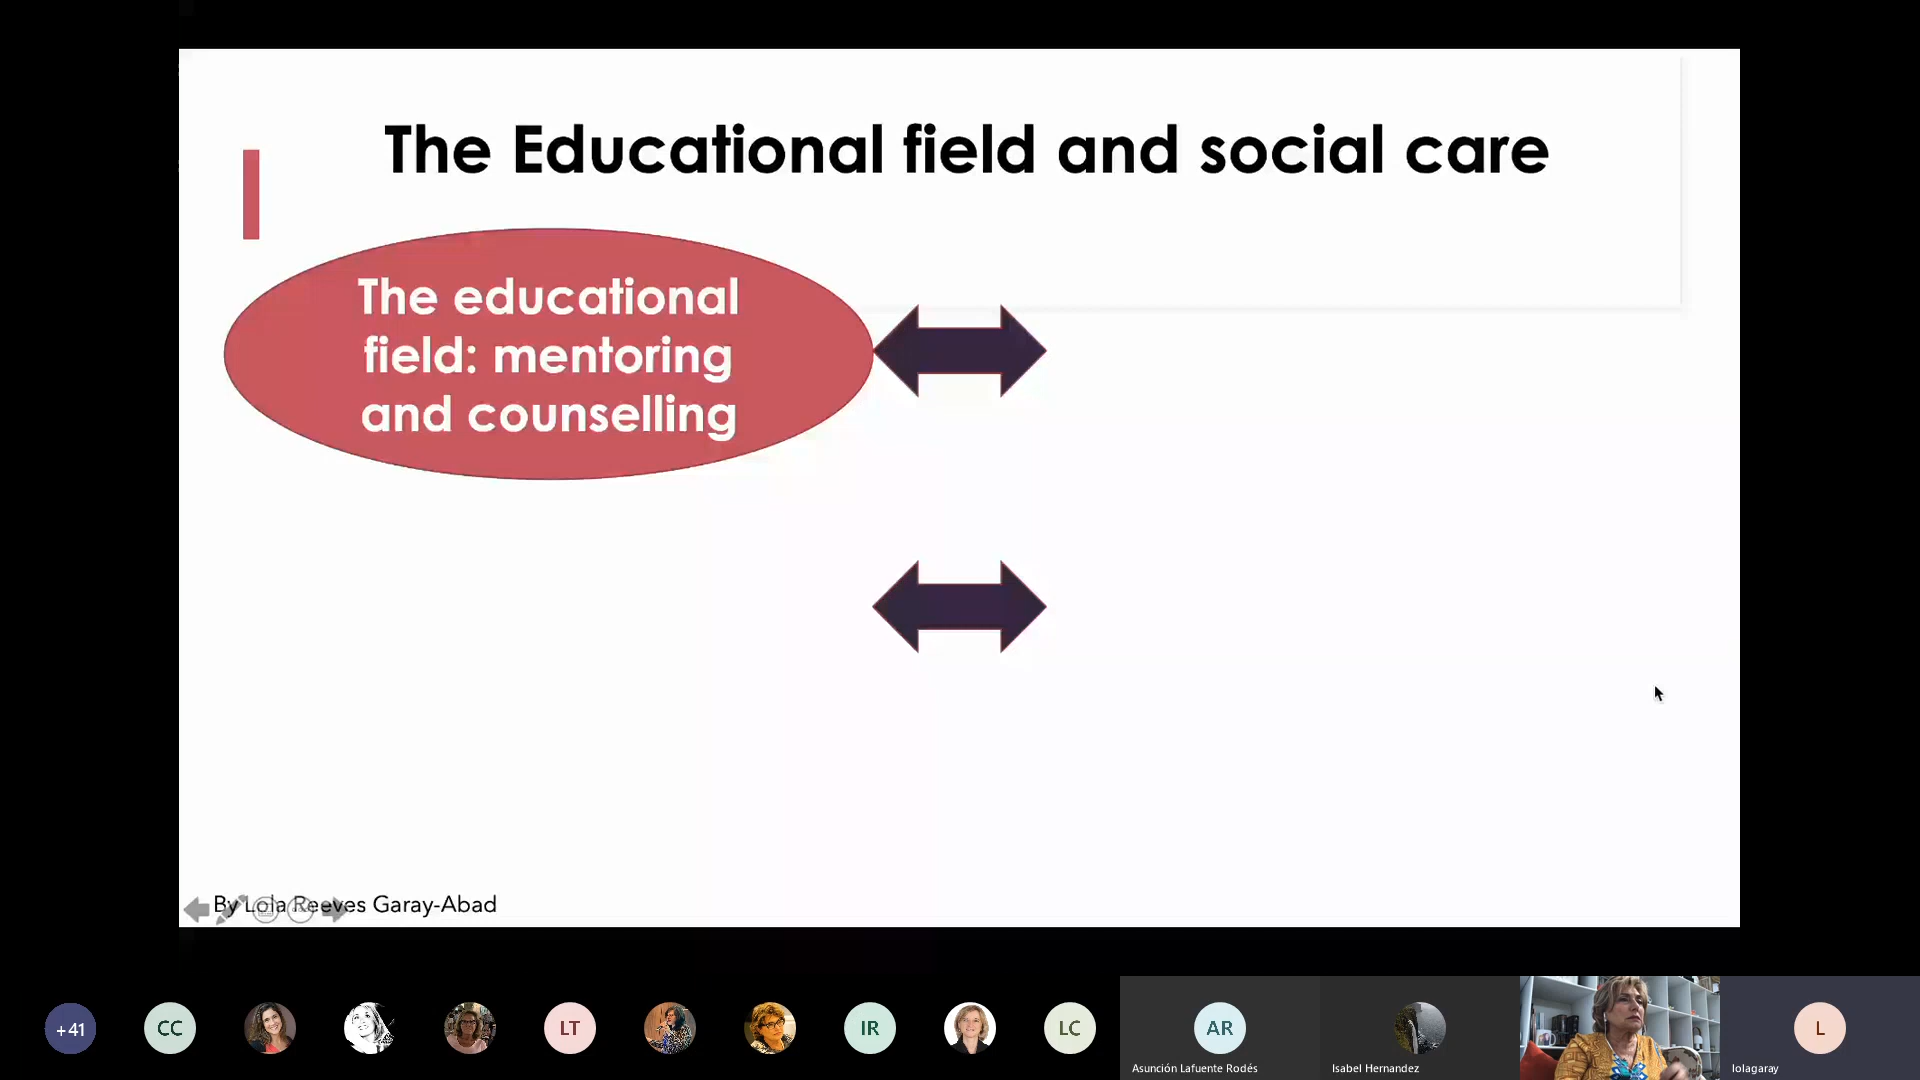 The Educational field and social care
The educational
field: mentoring
and counselling
By Lola Reeves Garay-Abad
+41
CC
LT
IR
LC
AR
L
Asunción Lafuente Rodés
Isabel Hernandez
lolagaray